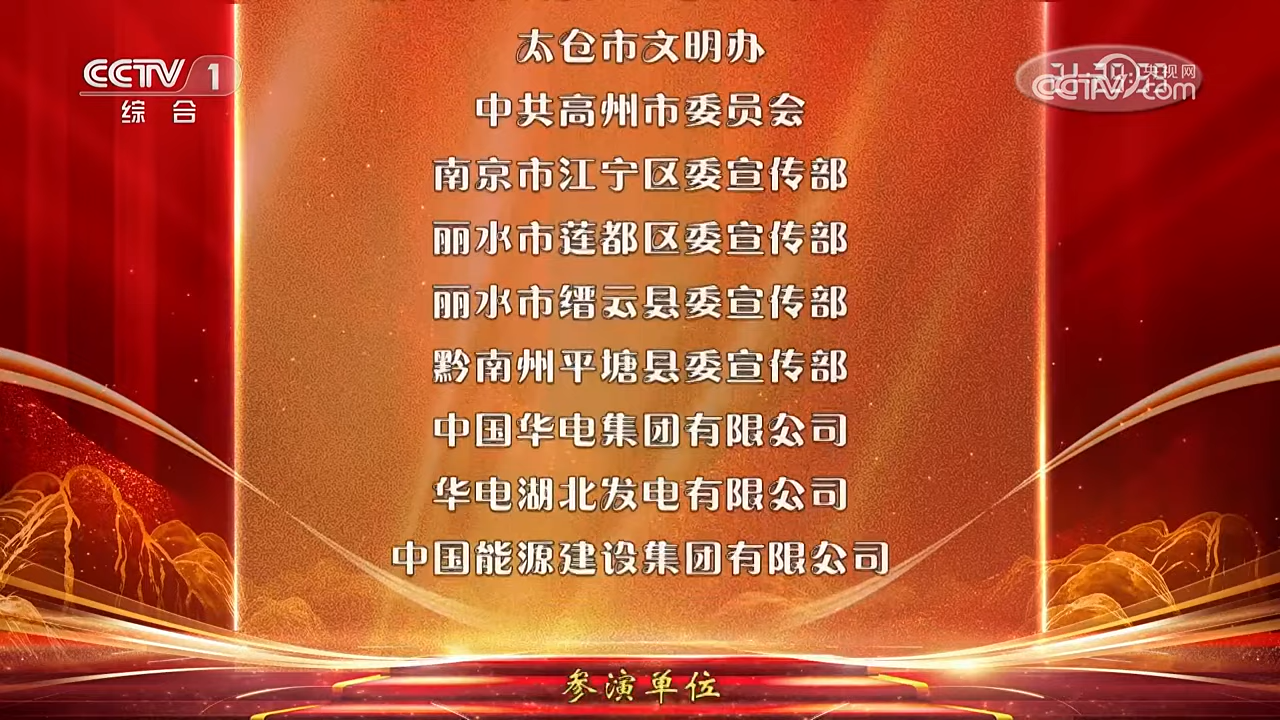 CCTV 1
综合
央视网
CCTV.com
太仓市文明办
中共高州市委员会
南京市江宁区委宣传部
丽水市莲都区委宣传部
丽水市缙云县委宣传部
黔南州平塘县委宣传部
中国华电集团有限公司
华电湖北发电有限公司
中国能源建设集团有限公司
参演单位